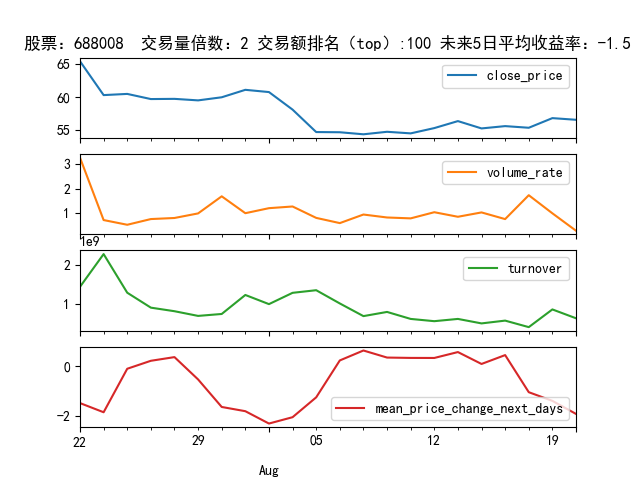 股票：688008  交易量倍数：2 交易额排名（top）:100 未来5日平均收益率：-1.5
65
60
55
close_price
3
2
1
volume_rate
1e9
2
1
turnover
0
-2
mean_price_change_next_days
22 29 05 12 19
Aug